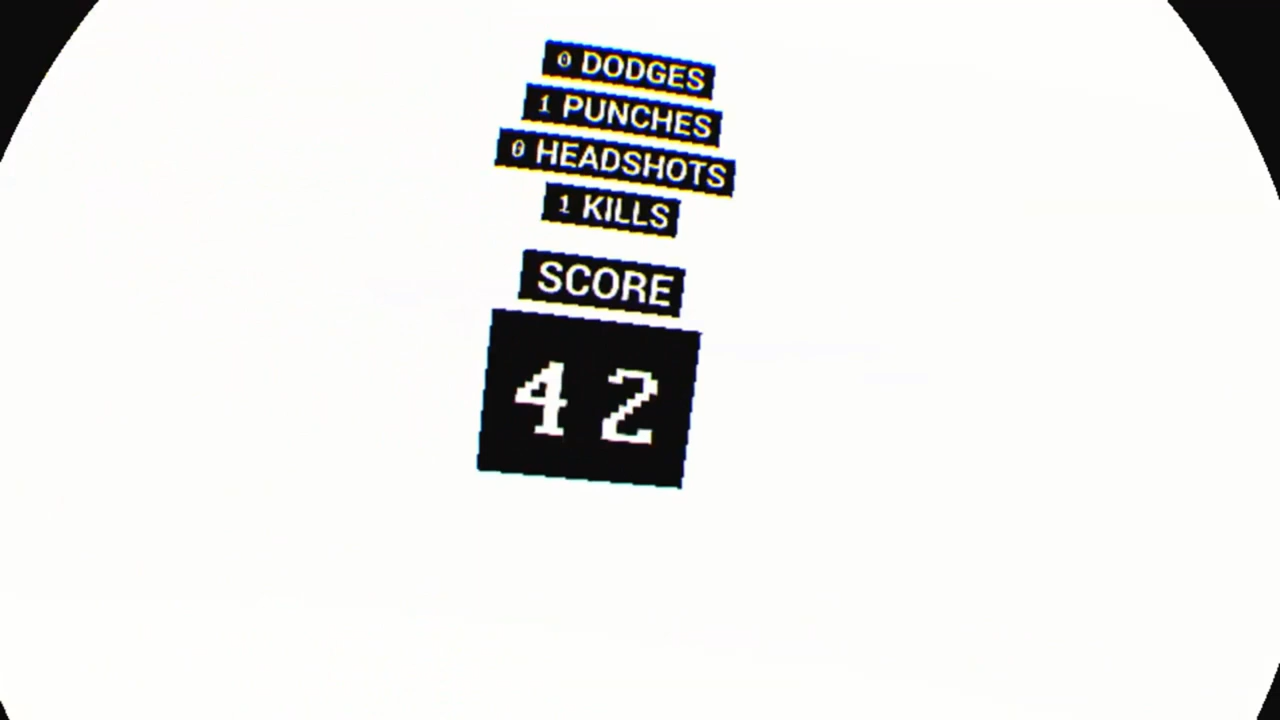 0 DODGES
1 PUNCHES
0 HEADSHOTS
1 KILLS
SCORE
42